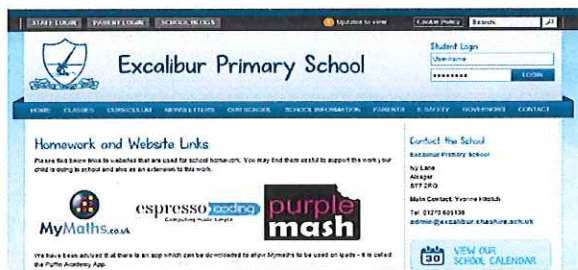 STAFF LOGIN PARENT LOGIN SCHOOL BLOGS Updates to view Cookie Policy Search
Excalibur Primary School
Student Login
Username
LOGIN
HOME CLASSES CURRICULUM NEWSLETTERS OUR SCHOOL SCHOOL INFORMATION PARENTS E-SAFETY GOVERNORS CONTACT
Homework and Website Links
Please find below links to websites that are used for school homework. You may find them useful to support the work your
child is doing in school and also as an extension to this work.
MyMaths.co.uk
espresso coding
Computing made simple
purple
mash
We have been advised that there is an app which can be downloaded to allow Mymaths to be used on Ipads - it is called
the Puffin Academy App.
Contact the School
Excalibur Primary School
Ivy Lane
Alsager
ST7 2RQ
Main Contact: Yvonne
Tel:
admin@excalibur.cheshire.sch.uk
30
VIEW OUR
SCHOOL CALENDAR